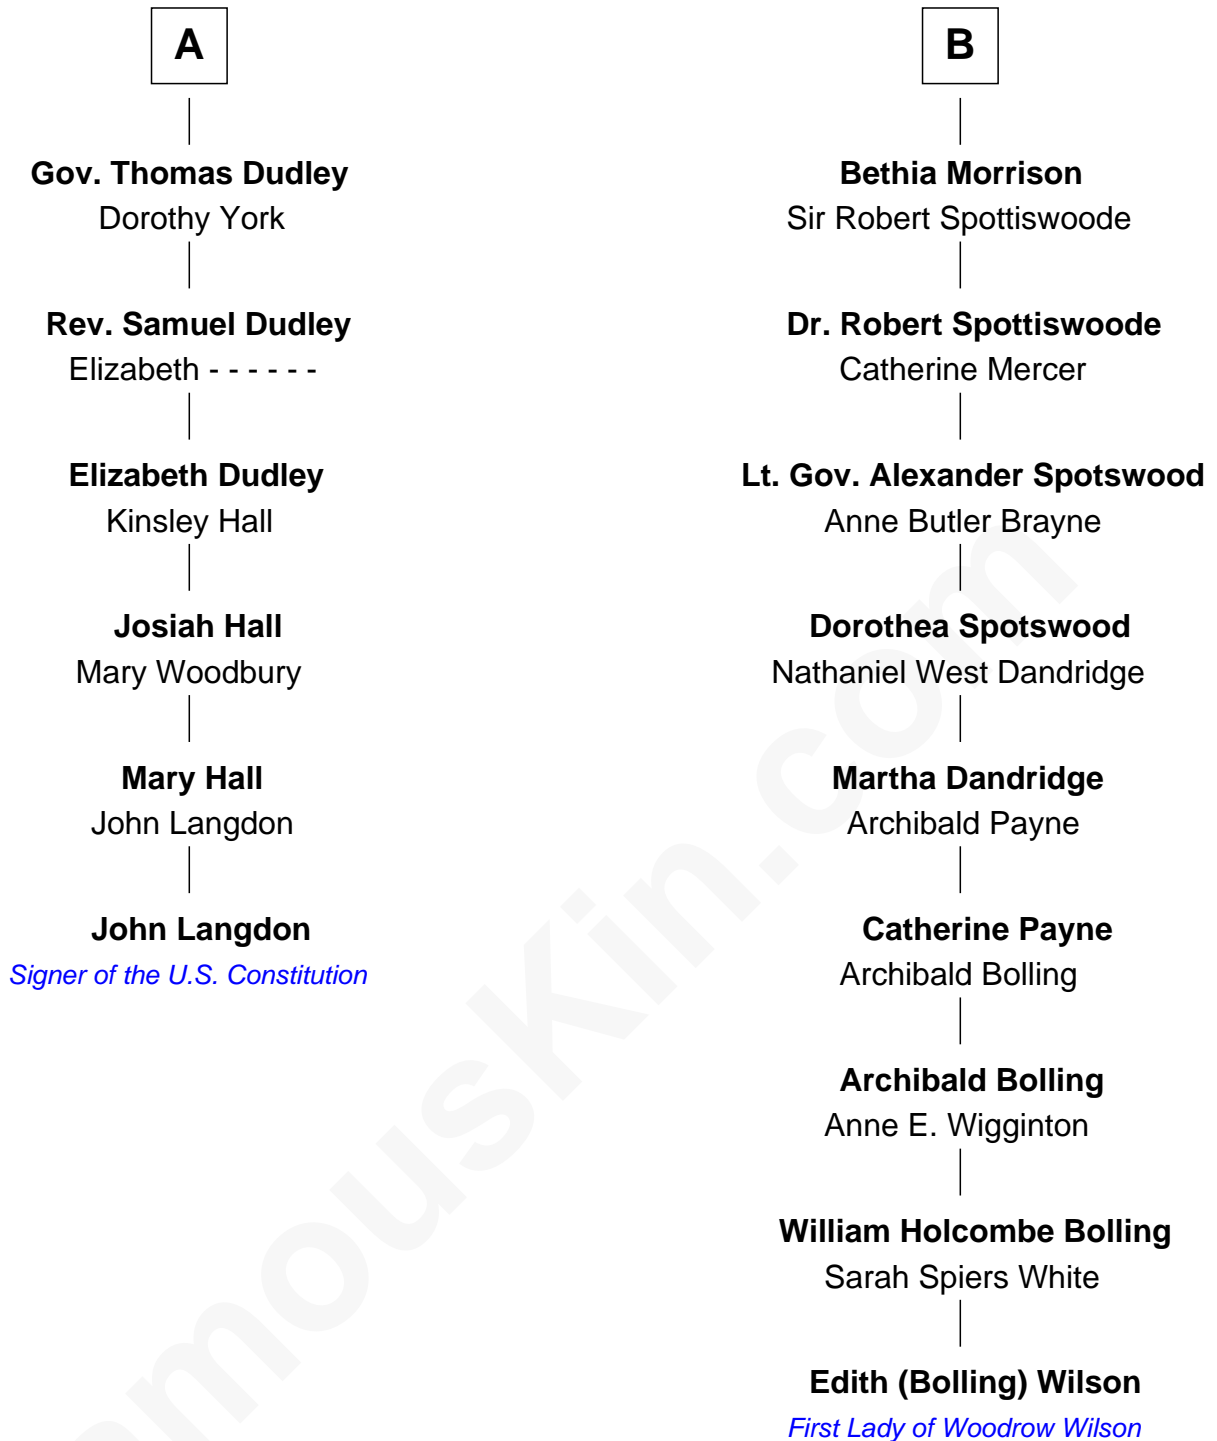 A
Gov. Thomas Dudley
Dorothy York
Rev. Samuel Dudley
Elizabeth - - - - - -
Elizabeth Dudley
Kinsley Hall
Josiah Hall
Mary Woodbury
Mary Hall
John Langdon
John Langdon
Signer of the U.S. Constitution
B
Bethia Morrison
Sir Robert Spottiswoode
Dr. Robert Spottiswoode
Catherine Mercer
Lt. Gov. Alexander Spotswood
Anne Butler Brayne
Dorothea Spotswood
Nathaniel West Dandridge
Martha Dandridge
Archibald Payne
Catherine Payne
Archibald Bolling
Archibald Bolling
Anne E. Wigginton
William Holcombe Bolling
Sarah Spiers White
Edith (Bolling) Wilson
First Lady of Woodrow Wilson
amousKin.com